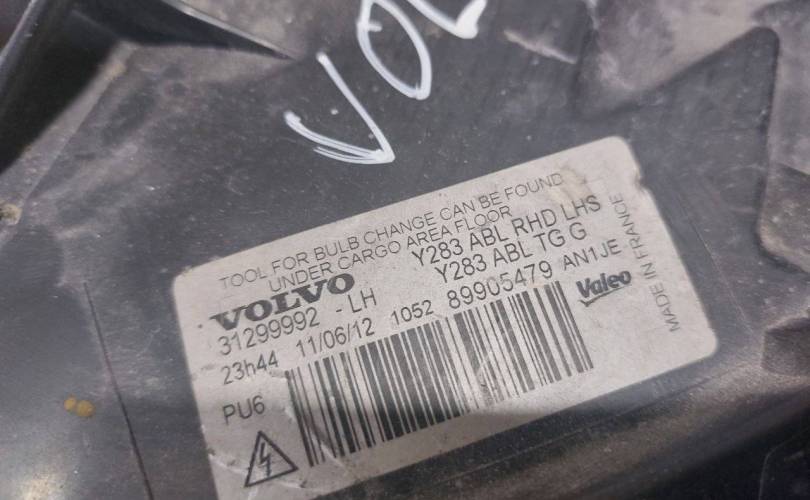 VOL
TOOL FOR BULB CHANGE CAN BE FOUND
UNDER CARGO AREA FLOOR
VOLVO Y283 ABL RHD LHS
31299992 - LH Y283 ABL TG G
23h44 11/06/12 1052 89905479 AN1JE
PU6
Valeo
MADE IN FRANCE